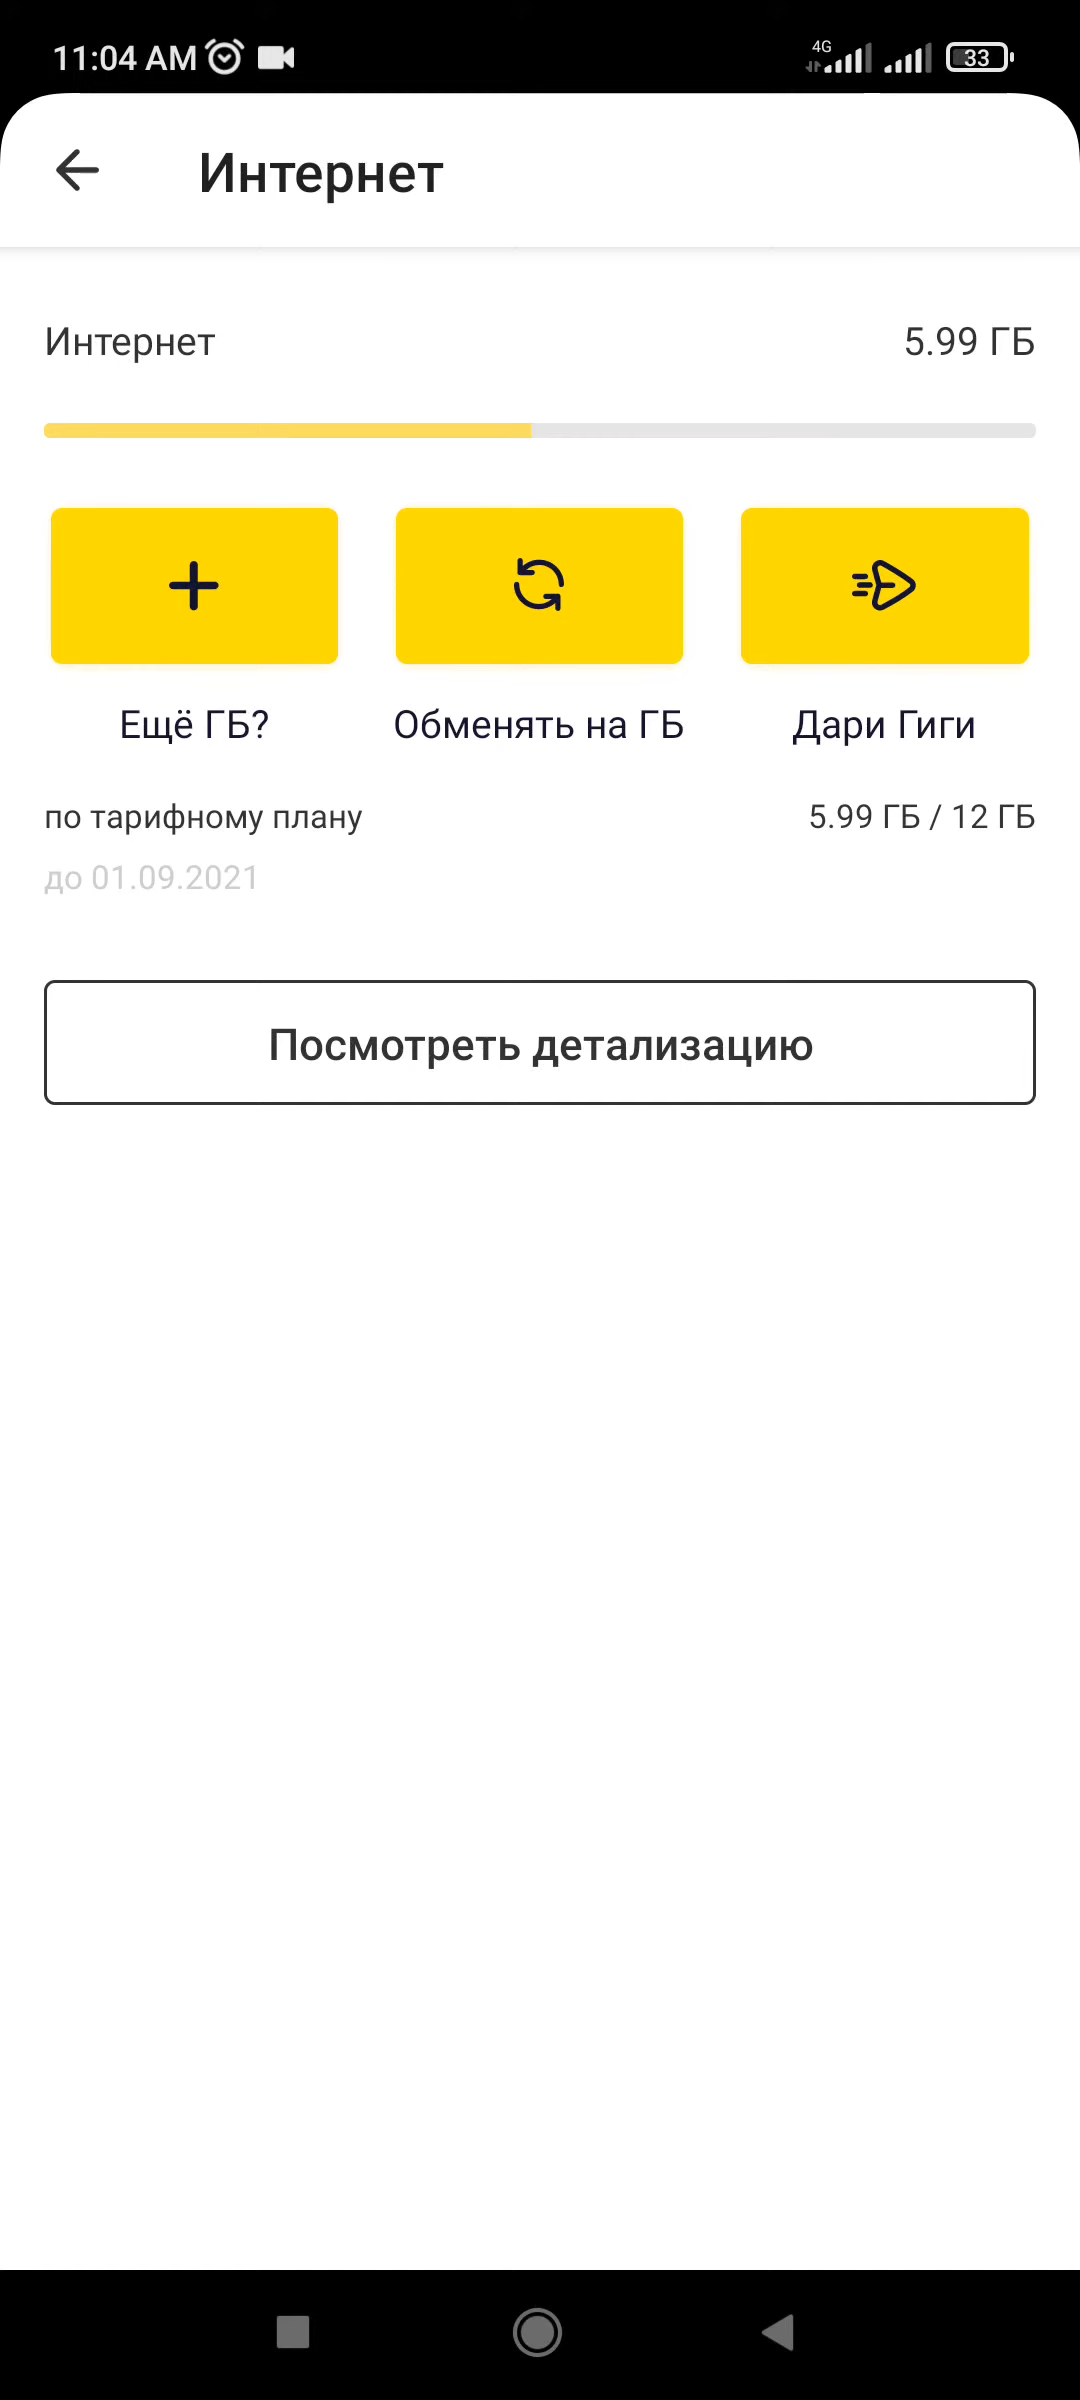 11:04 AM
4G
33
Интернет
Интернет 5.99 ГБ
Ещё ГБ? Обменять на ГБ Дари Гиги
по тарифному плану 5.99 ГБ / 12 ГБ
до 01.09.2021
Посмотреть детализацию